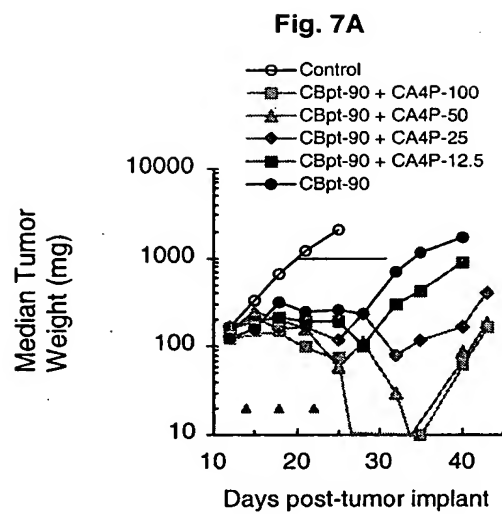 Fig. 7A
Control
CBpt-90 + CA4P-100
CBpt-90 + CA4P-50
CBpt-90 + CA4P-25
CBpt-90 + CA4P-12.5
CBpt-90
Median Tumor
Weight (mg)
10000
1000
100
10
10 20 30 40
Days post-tumor implant